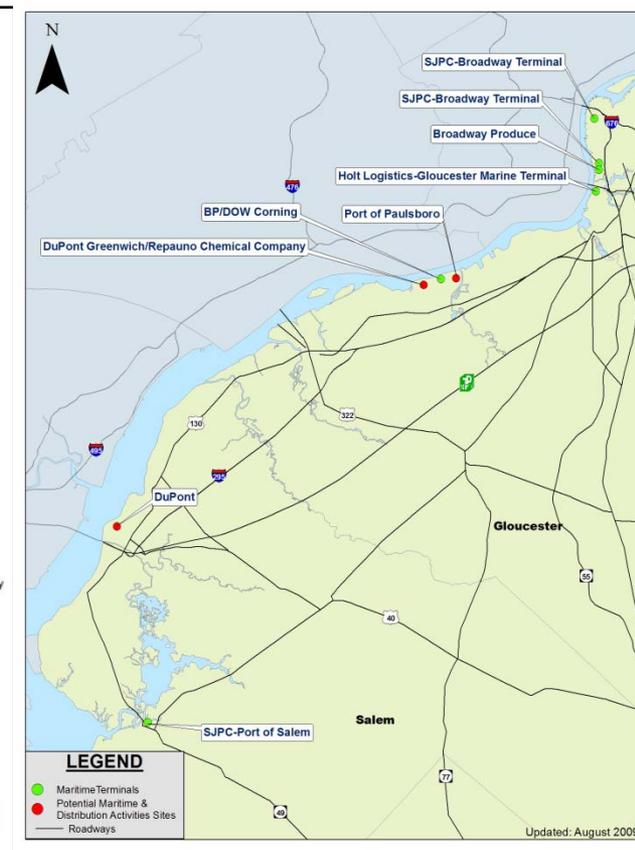 N
SJPC-Broadway Terminal
SJPC-Broadway Terminal
676
Broadway Produce
Holt Logistics-Gloucester Marine Terminal
476
BP/DOW Corning
Port of Paulsboro
DuPont Greenwich/Repauno Chemical Company
322
130
495
295
DuPont
Gloucester
55
40
SJPC-Port of Salem
Salem
77
49
LEGEND
MaritimeTerminals
Potential Maritime &
Distribution Activities Sites
Roadways
Updated: August 2009